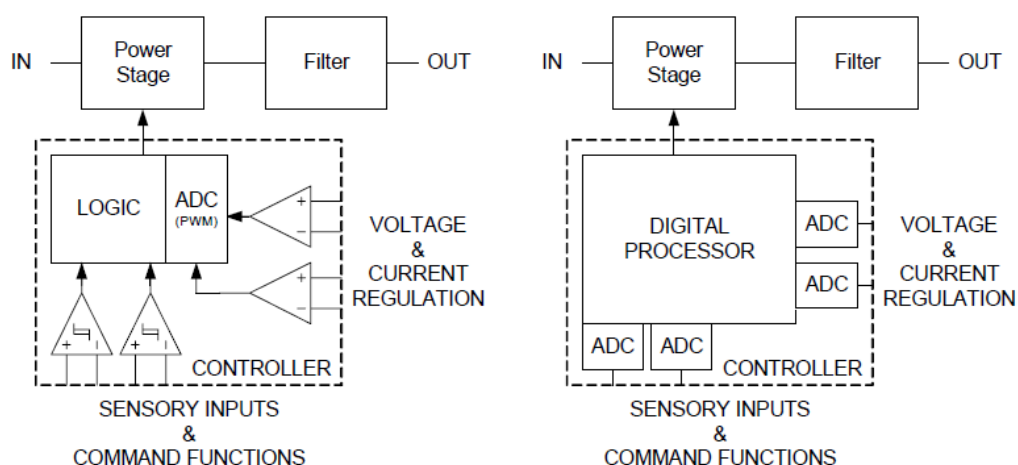 IN
Power
Stage
Filter
OUT
LOGIC
ADC
(PWM)
+
−
+
−
VOLTAGE
&
CURRENT
REGULATION
+
−
+
−
CONTROLLER
SENSORY INPUTS
&
COMMAND FUNCTIONS
IN
Power
Stage
Filter
OUT
DIGITAL
PROCESSOR
ADC
ADC
VOLTAGE
&
CURRENT
REGULATION
ADC
ADC
CONTROLLER
SENSORY INPUTS
&
COMMAND FUNCTIONS